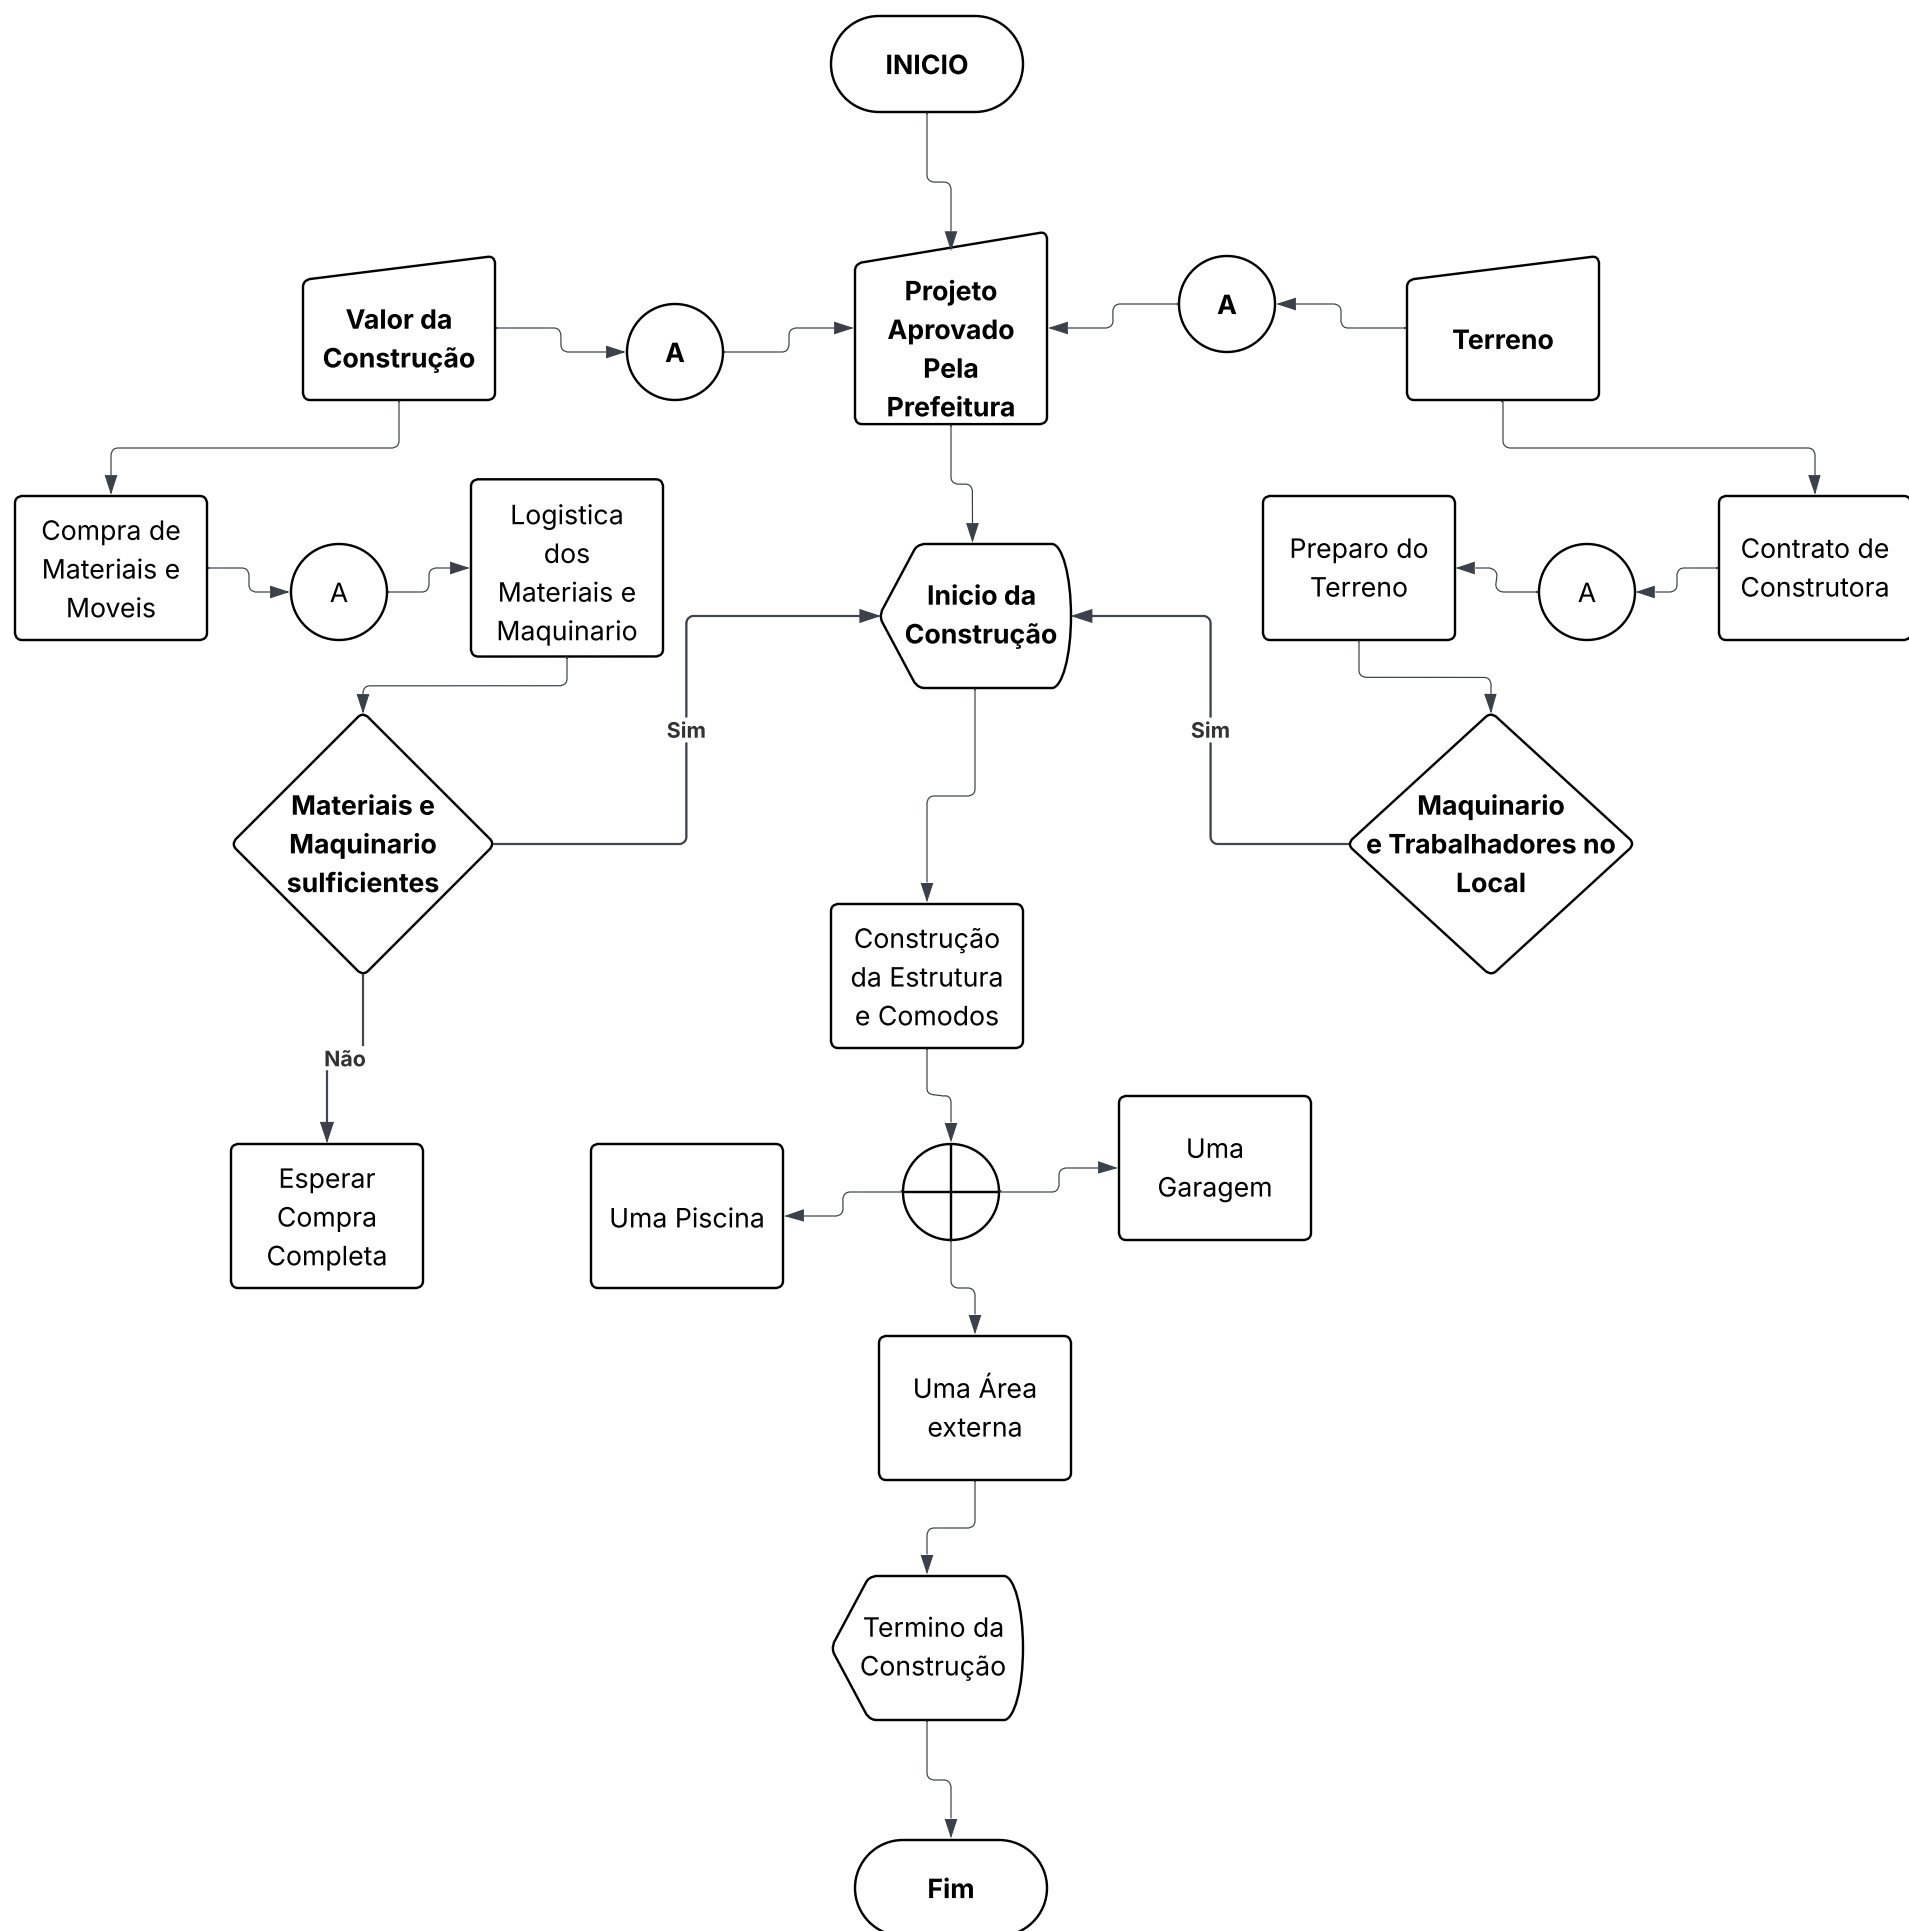 INICIO
Valor da
Construção
A
Projeto
Aprovado
Pela
Prefeitura
A
Terreno
Compra de
Materiais e
Moveis
A
Logistica
dos
Materiais e
Maquinario
Inicio da
Construção
Preparo do
Terreno
A
Contrato de
Construtora
Sim
Sim
Materiais e
Maquinario
sulficientes
Maquinario
e Trabalhadores no
Local
Construção
da Estrutura
e Comodos
Não
Esperar
Compra
Completa
Uma Piscina
Uma
Garagem
Uma Área
externa
Termino da
Construção
Fim